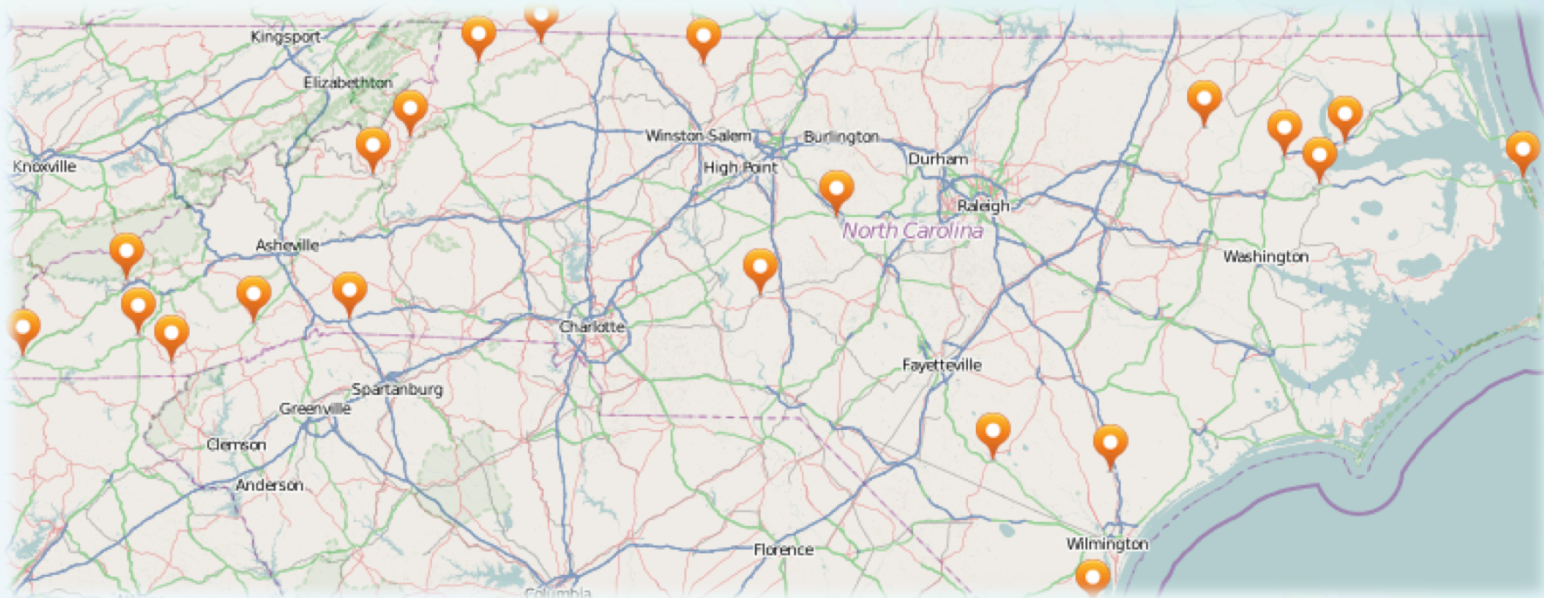 Kingsport
Elizabethton
Winston-Salem
Burlington
Knoxville
High Point
Durham
Raleigh
North Carolina
Asheville
Washington
Charlotte
Fayetteville
Spartanburg
Greenville
Clemson
Anderson
Wilmington
Florence
Columbia